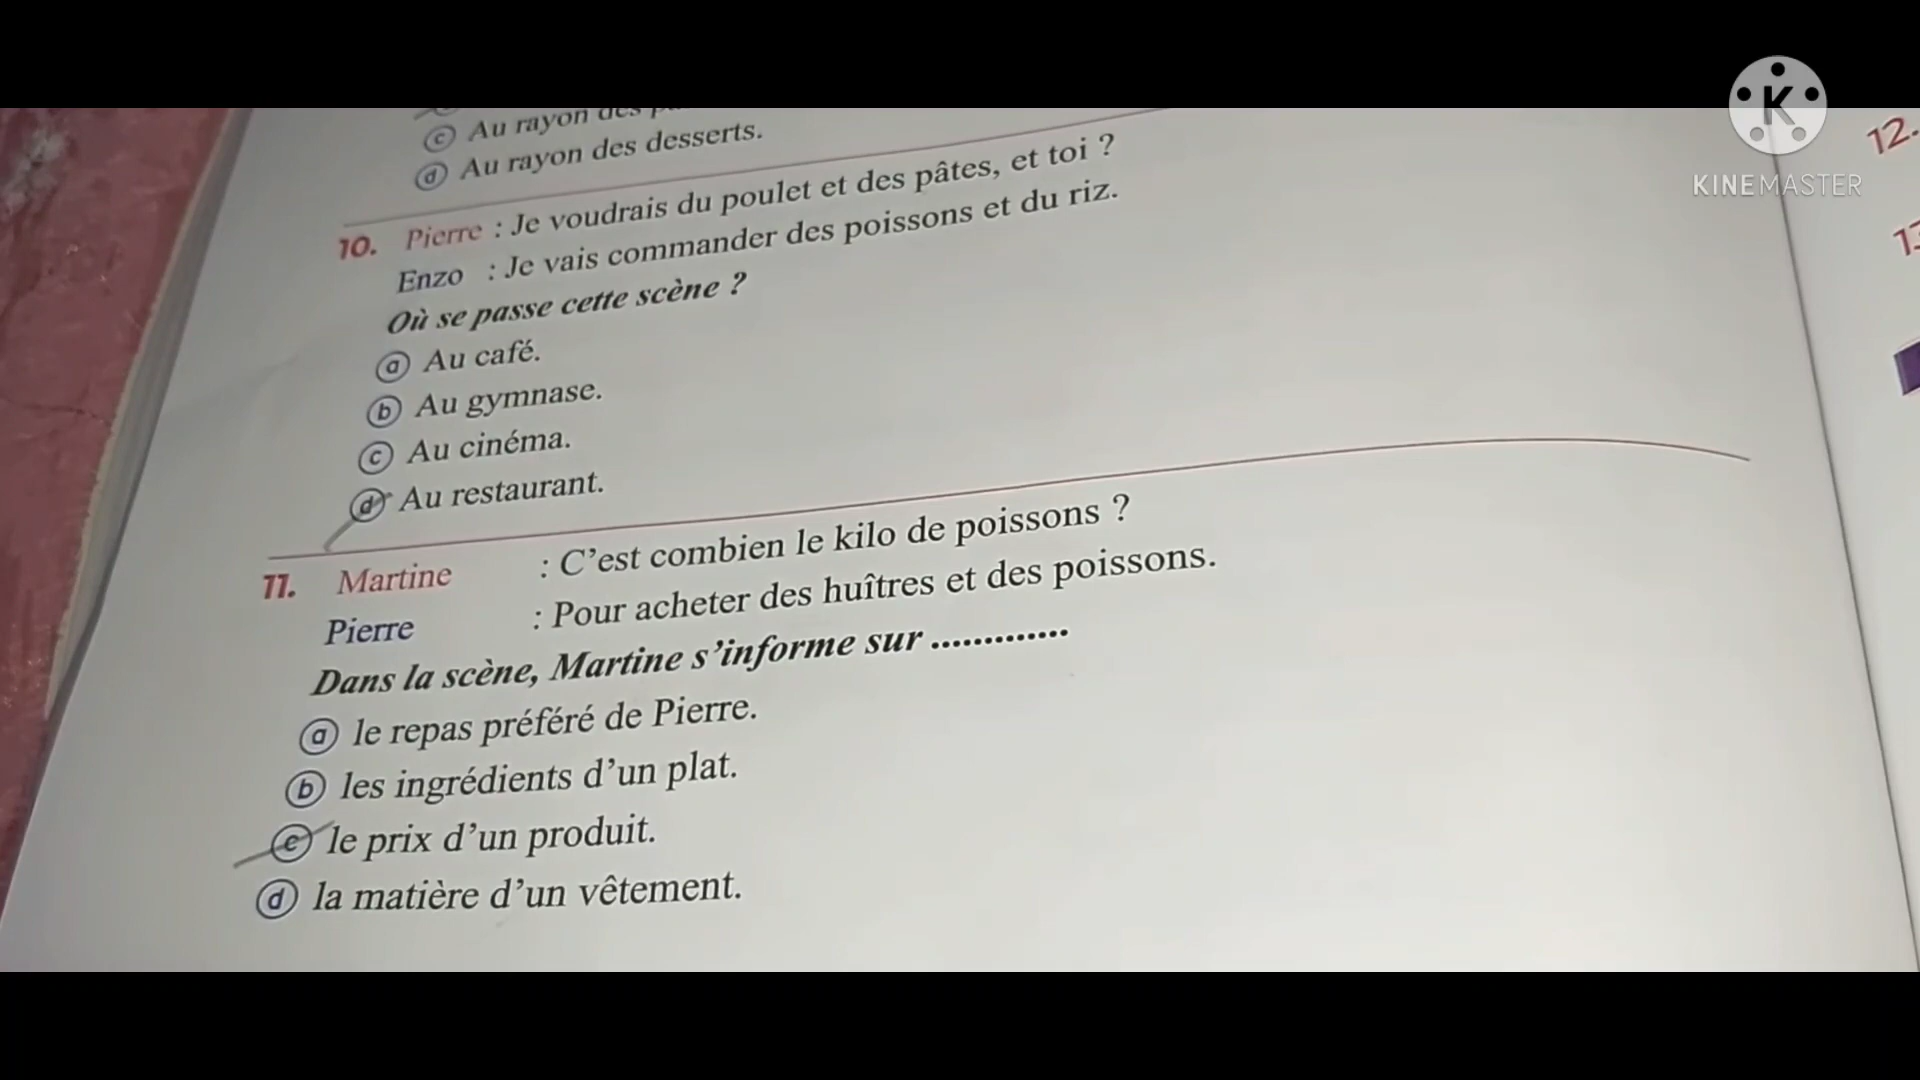 ⓒ Au rayon des
ⓓ Au rayon des desserts.
10. Pierre : Je voudrais du poulet et des pâtes, et toi ?
Enzo : Je vais commander des poissons et du riz.
Où se passe cette scène ?
ⓐ Au café.
ⓑ Au gymnase.
ⓒ Au cinéma.
ⓓ Au restaurant.
11. Martine : C'est combien le kilo de poissons ?
Pierre : Pour acheter des huîtres et des poissons.
Dans la scène, Martine s'informe sur .............
ⓐ le repas préféré de Pierre.
ⓑ les ingrédients d'un plat.
ⓒ le prix d'un produit.
ⓓ la matière d'un vêtement.
12.
K
KINEMASTER